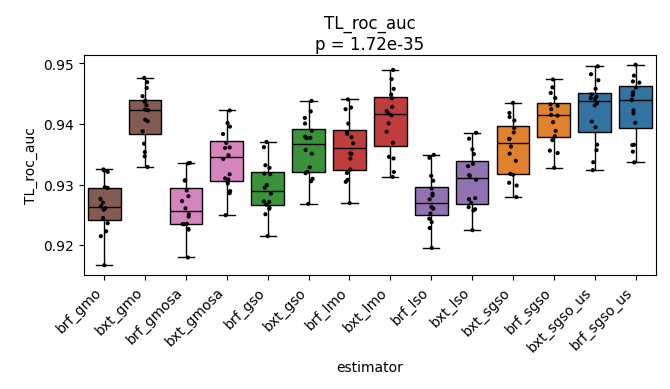 TL_roc_auc
p = 1.72e-35
0.95
0.94
0.93
0.92
TL_roc_auc
brf_gmo
bxt_gmo
brf_gmosa
bxt_gmosa
brf_gso
bxt_gso
brf_lmo
bxt_lmo
brf_lso
bxt_lso
bxt_sgso
brf_sgso
bxt_sgso_us
brf_sgso_us
estimator